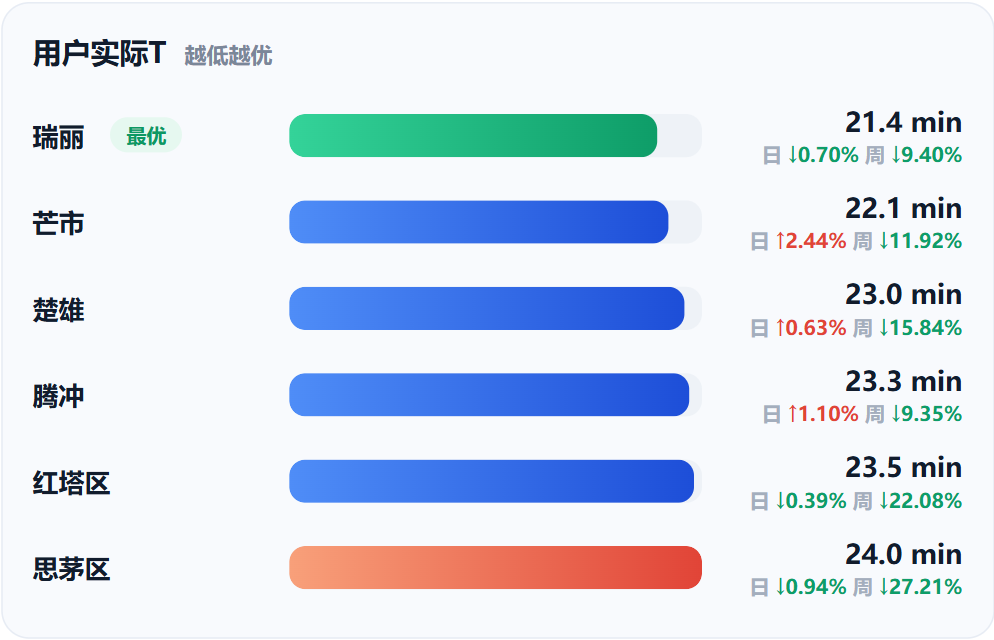 用户实际T 越低越优
瑞丽 最优 21.4 min
日 ↓0.70% 周 ↓9.40%
芒市 22.1 min
日 ↑2.44% 周 ↓11.92%
楚雄 23.0 min
日 ↑0.63% 周 ↓15.84%
腾冲 23.3 min
日 ↑1.10% 周 ↓9.35%
红塔区 23.5 min
日 ↓0.39% 周 ↓22.08%
思茅区 24.0 min
日 ↓0.94% 周 ↓27.21%